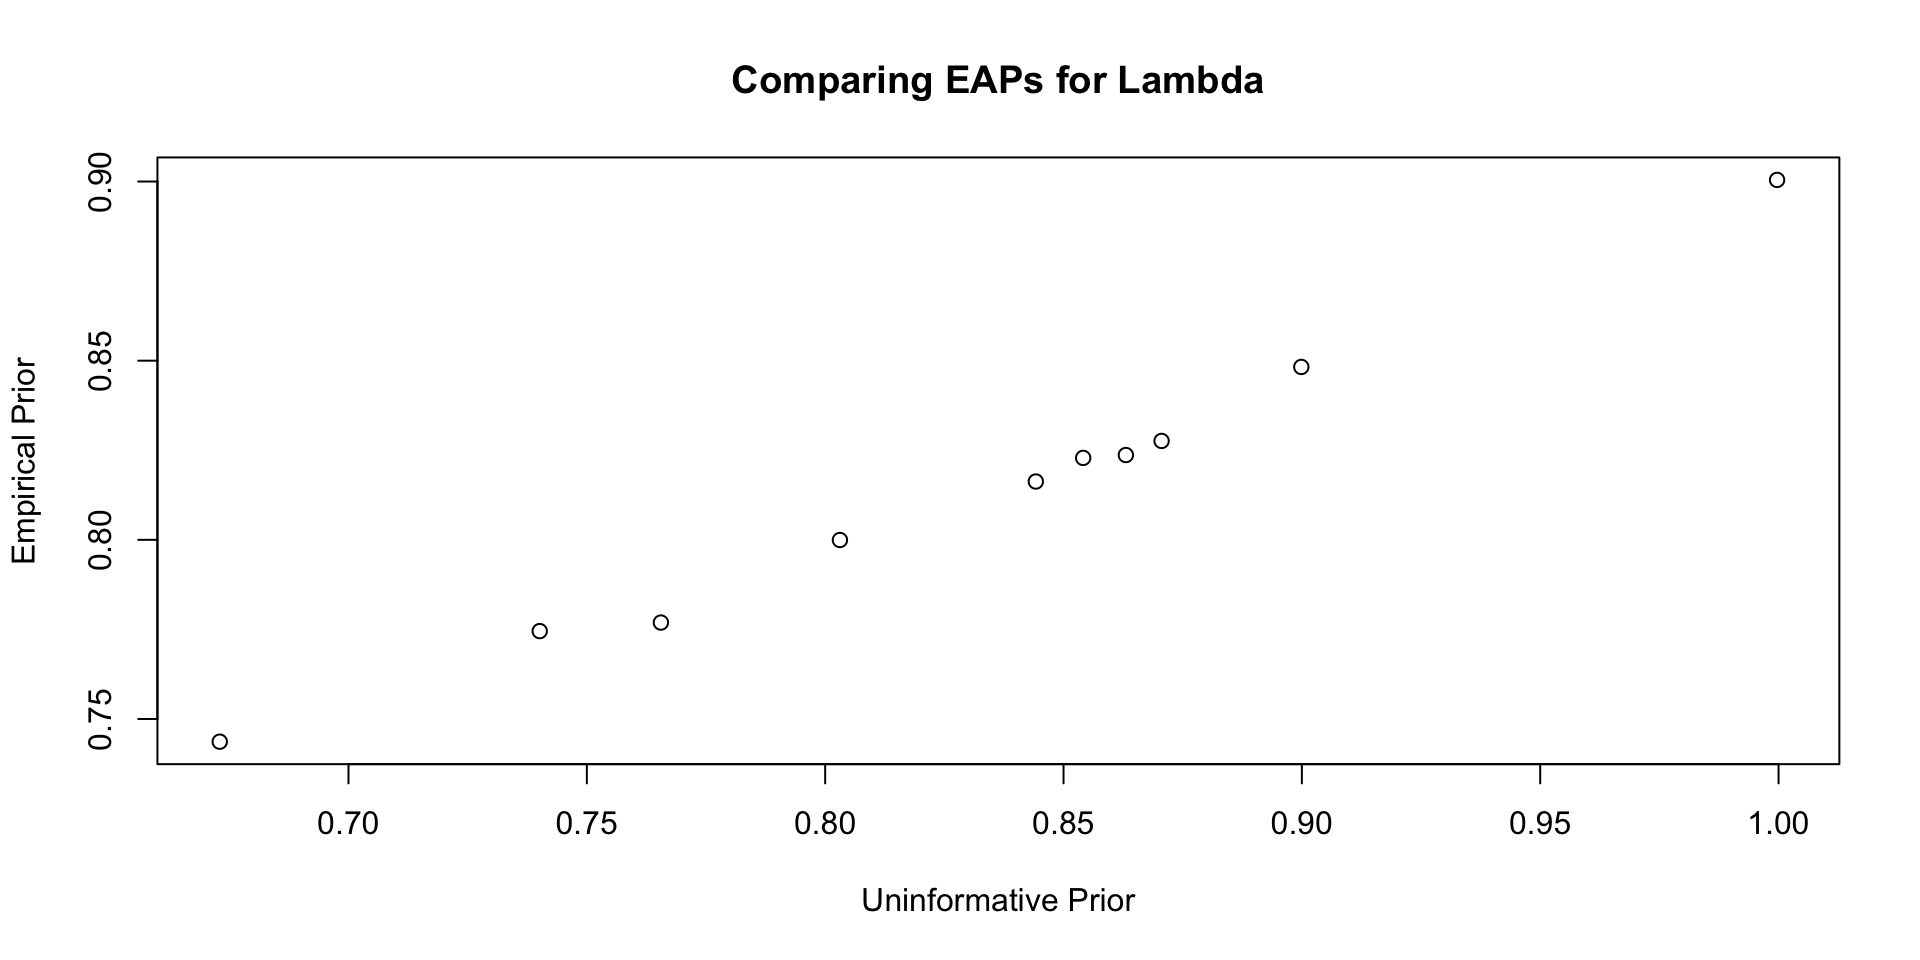 Comparing EAPs for Lambda
Empirical Prior
0.90
0.85
0.80
0.75
0.70 0.75 0.80 0.85 0.90 0.95 1.00
Uninformative Prior